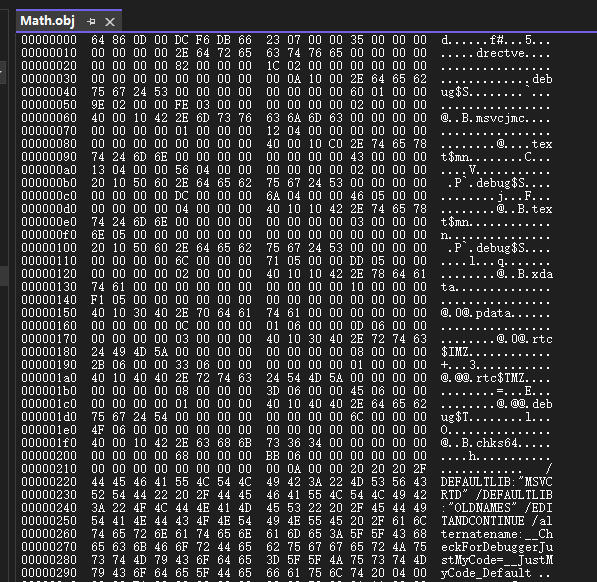 Math.obj
00000000 64 86 0D 00 DC F6 DB 66 23 07 00 00 35 00 00 00 d......f#...5...
00000010 00 00 00 00 2E 64 72 65 63 74 76 65 00 00 00 00 .....drectve....
00000020 00 00 00 00 82 00 00 00 1C 02 00 00 00 00 00 00 ................
00000030 00 00 00 00 00 00 00 00 00 0A 10 00 2E 64 65 62 .............deb
00000040 75 67 24 53 00 00 00 00 00 00 00 00 60 01 00 00 ug$S........`...
00000050 9E 02 00 00 FE 03 00 00 00 00 00 00 02 00 00 00 ................
00000060 40 00 10 42 2E 6D 73 76 63 6A 6D 63 00 00 00 00 @..B.msvcjmc....
00000070 00 00 00 00 01 00 00 00 12 04 00 00 00 00 00 00 ................
00000080 00 00 00 00 00 00 00 00 40 00 10 C0 2E 74 65 78 ........@....tex
00000090 74 24 6D 6E 00 00 00 00 00 00 00 00 43 00 00 00 t$mn........C...
000000a0 13 04 00 00 56 04 00 00 00 00 00 00 02 00 00 00 ....V...........
000000b0 20 10 50 60 2E 64 65 62 75 67 24 53 00 00 00 00 .P`.debug$S....
000000c0 00 00 00 00 DC 00 00 00 6A 04 00 00 46 05 00 00 ........j...F...
000000d0 00 00 00 00 04 00 00 00 40 10 10 42 2E 74 65 78 ........@..B.tex
000000e0 74 24 6D 6E 00 00 00 00 00 00 00 00 03 00 00 00 t$mn............
000000f0 6E 05 00 00 00 00 00 00 00 00 00 00 00 00 00 00 n...............
00000100 20 10 50 60 2E 64 65 62 75 67 24 53 00 00 00 00 .P`.debug$S....
00000110 00 00 00 00 6C 00 00 00 71 05 00 00 DD 05 00 00 ....l...q.......
00000120 00 00 00 00 02 00 00 00 40 10 10 42 2E 78 64 61 ........@..B.xda
00000130 74 61 00 00 00 00 00 00 00 00 00 00 10 00 00 00 ta..............
00000140 F1 05 00 00 00 00 00 00 00 00 00 00 00 00 00 00 ................
00000150 40 10 30 40 2E 70 64 61 74 61 00 00 00 00 00 00 @.0@.pdata......
00000160 00 00 00 00 0C 00 00 00 01 06 00 00 0D 06 00 00 ................
00000170 00 00 00 00 03 00 00 00 40 10 30 40 2E 72 74 63 ........@.0@.rtc
00000180 24 49 4D 5A 00 00 00 00 00 00 00 00 08 00 00 00 $IMZ............
00000190 2B 06 00 00 33 06 00 00 00 00 00 00 01 00 00 00 +...3...........
000001a0 40 10 40 40 2E 72 74 63 24 54 4D 5A 00 00 00 00 @.@@.rtc$TMZ....
000001b0 00 00 00 00 08 00 00 00 3D 06 00 00 45 06 00 00 ........=...E...
000001c0 00 00 00 00 01 00 00 00 40 10 40 40 2E 64 65 62 ........@.@@.deb
000001d0 75 67 24 54 00 00 00 00 00 00 00 00 6C 00 00 00 ug$T........l...
000001e0 4F 06 00 00 00 00 00 00 00 00 00 00 00 00 00 00 O...............
000001f0 40 00 10 42 2E 63 68 6B 73 36 34 00 00 00 00 00 @..B.chks64.....
00000200 00 00 00 00 68 00 00 00 BB 06 00 00 00 00 00 00 ....h...........
00000210 00 00 00 00 00 00 00 00 00 0A 00 00 20 20 20 2F ............ /
00000220 44 45 46 41 55 4C 54 4C 49 42 3A 22 4D 53 56 43 DEFAULTLIB:"MSVC
00000230 52 54 44 22 20 2F 44 45 46 41 55 4C 54 4C 49 42 RTD" /DEFAULTLIB
00000240 3A 22 4F 4C 44 4E 41 4D 45 53 22 20 2F 45 44 49 :"OLDNAMES" /EDI
00000250 54 41 4E 44 43 4F 4E 54 49 4E 55 45 20 2F 61 6C TANDCONTINUE /al
00000260 74 65 72 6E 61 74 65 6E 61 6D 65 3A 5F 5F 43 68 ternatename:__Ch
00000270 65 63 6B 46 6F 72 44 65 62 75 67 67 65 72 4A 75 eckForDebuggerJu
00000280 73 74 4D 79 43 6F 64 65 3D 5F 5F 4A 75 73 74 4D stMyCode=__JustM
00000290 79 43 6F 64 65 5F 44 65 66 61 75 6C 74 20 04 00 yCode_Default ..